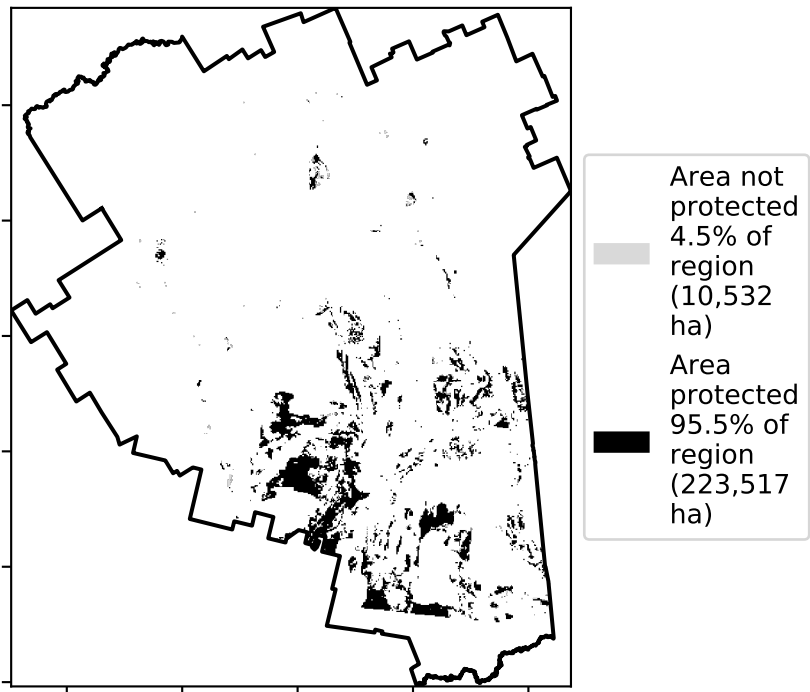 Area not
protected
4.5% of
region
(10,532
ha)
Area
protected
95.5% of
region
(223,517
ha)